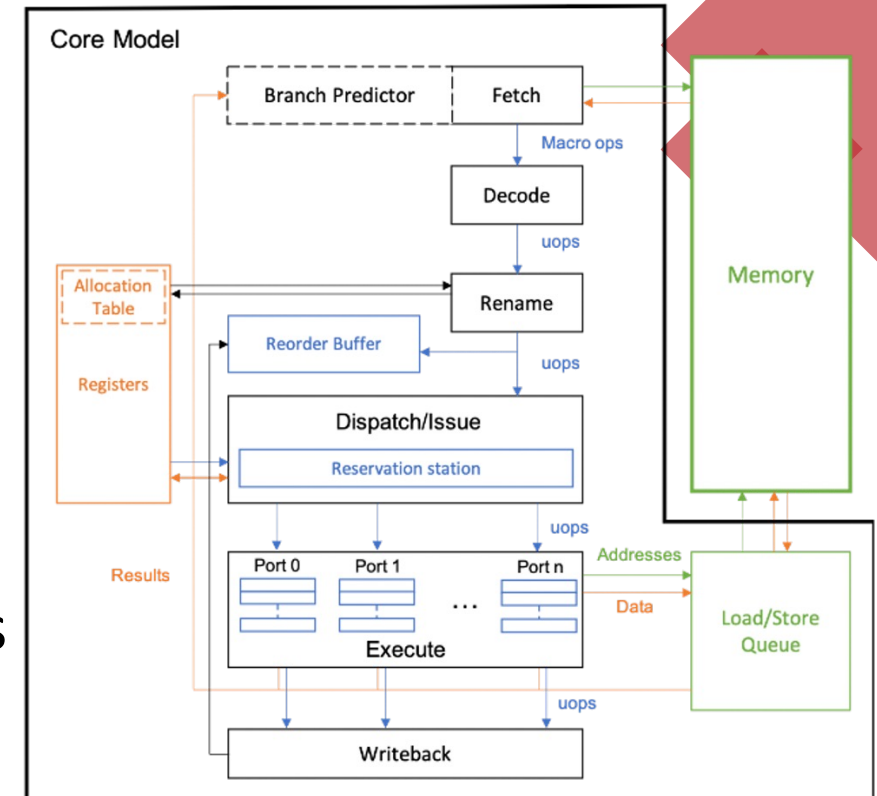 Core Model
Branch Predictor
Fetch
Macro ops
Decode
uops
Allocation
Table
Rename
Memory
Reorder Buffer
uops
Registers
Dispatch/Issue
Reservation station
uops
Port 0
Port 1
Port n
Addresses
Results
...
Data
Load/Store
Queue
s
Execute
uops
Writeback